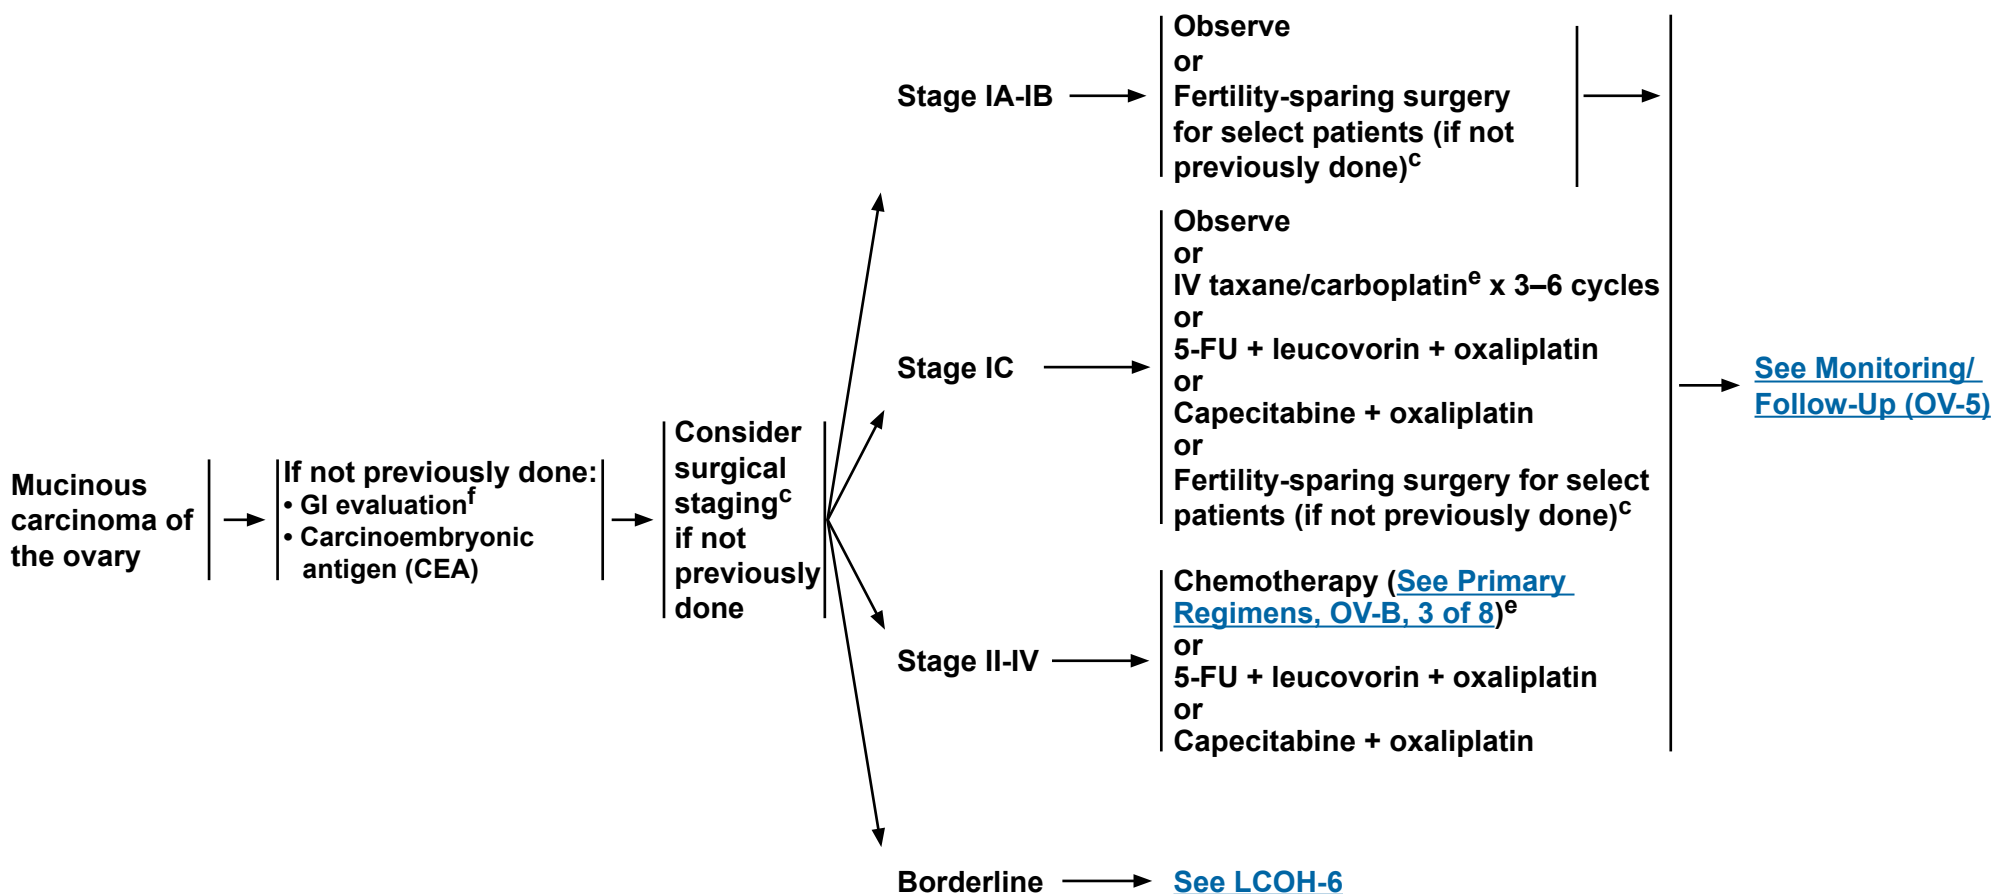 Mucinous
carcinoma of
the ovary
If not previously done:
• GI evaluationf
• Carcinoembryonic
antigen (CEA)
Consider
surgical
stagingc
if not
previously
done
Stage IA-IB
Observe
or
Fertility-sparing surgery
for select patients (if not
previously done)c
Stage IC
Observe
or
IV taxane/carboplatine x 3–6 cycles
or
5-FU + leucovorin + oxaliplatin
or
Capecitabine + oxaliplatin
or
Fertility-sparing surgery for select
patients (if not previously done)c
Stage II-IV
Chemotherapy (See Primary
Regimens, OV-B, 3 of 8)e
or
5-FU + leucovorin + oxaliplatin
or
Capecitabine + oxaliplatin
Borderline
See LCOH-6
See Monitoring/
Follow-Up (OV-5)